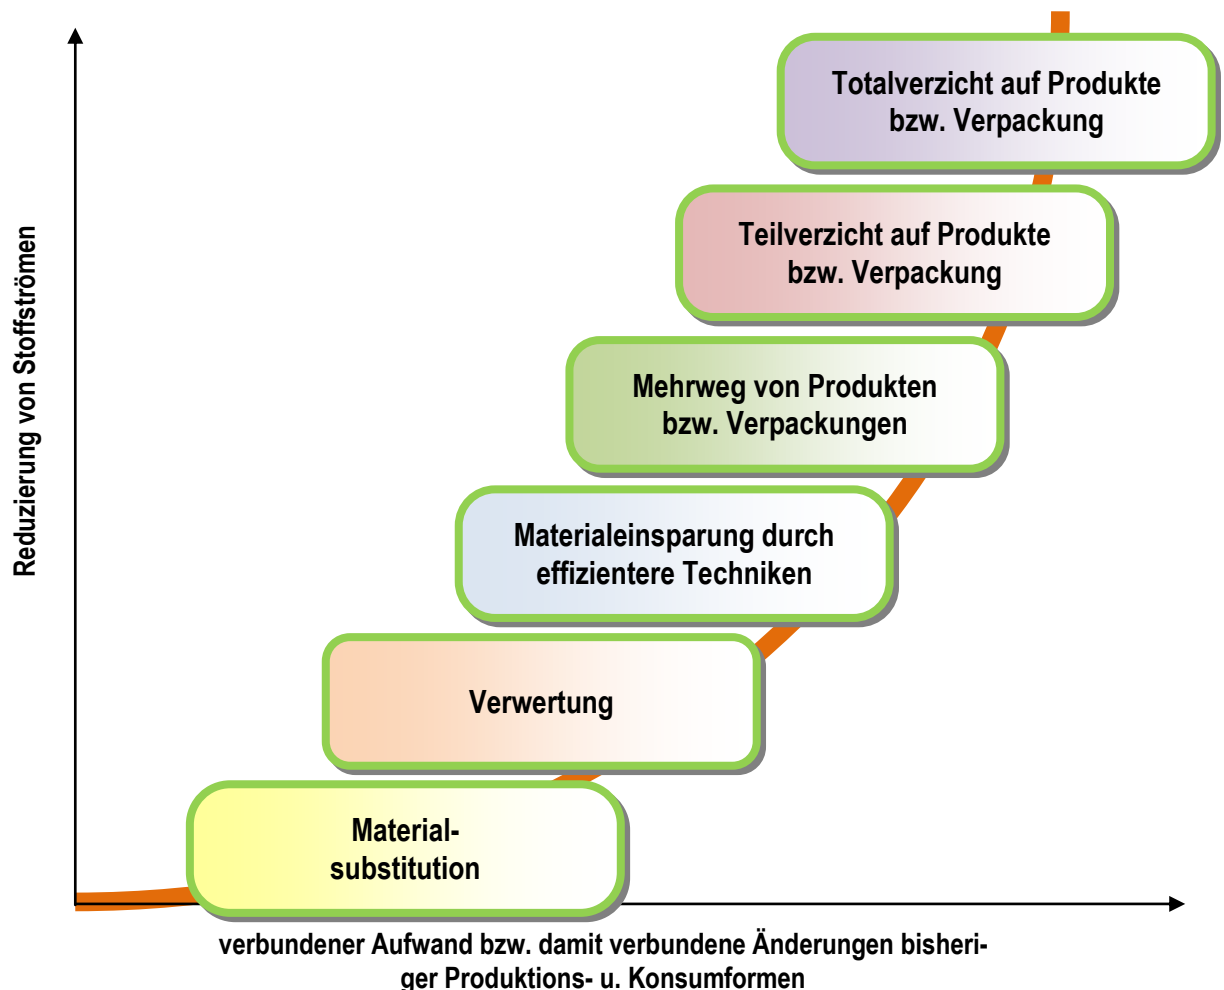 Totalverzicht auf Produkte
bzw. Verpackung
Teilverzicht auf Produkte
bzw. Verpackung
Mehrweg von Produkten
bzw. Verpackungen
Materialeinsparung durch
effizientere Techniken
Verwertung
Material-
substitution
Reduzierung von Stoffströmen
verbundener Aufwand bzw. damit verbundene Änderungen bisheri-
ger Produktions- u. Konsumformen